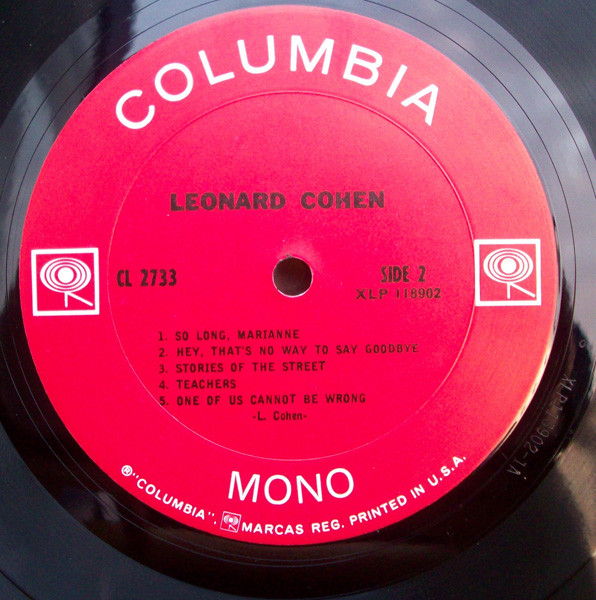 COLUMBIA
LEONARD COHEN
CL 2733
SIDE 2
XLP 118902
1. SO LONG, MARIANNE
2. HEY, THAT'S NO WAY TO SAY GOODBYE
3. STORIES OF THE STREET
4. TEACHERS
5. ONE OF US CANNOT BE WRONG
-L. Cohen-
MONO
®"COLUMBIA", MARCAS REG. PRINTED IN U.S.A.